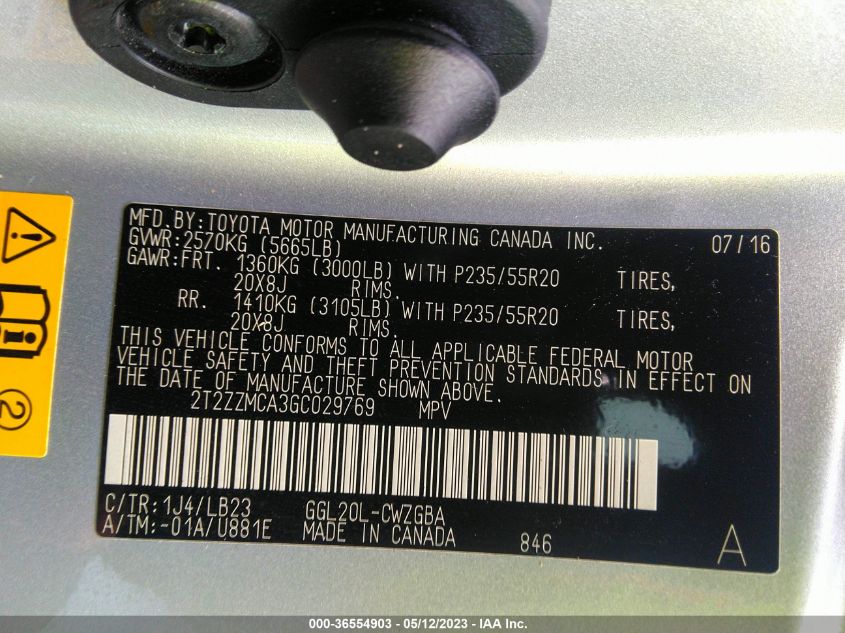 MFD. BY: TOYOTA MOTOR MANUFACTURING CANADA INC. 07/16
GVWR: 2570KG (5665LB)
GAWR: FRT. 1360KG (3000LB) WITH P235/55R20 TIRES,
20X8J RIMS.
RR. 1410KG (3105LB) WITH P235/55R20 TIRES,
20X8J RIMS.
THIS VEHICLE CONFORMS TO ALL APPLICABLE FEDERAL MOTOR
VEHICLE SAFETY AND THEFT PREVENTION STANDARDS IN EFFECT ON
THE DATE OF MANUFACTURE SHOWN ABOVE.
2T2ZZMCA3GC029769 MPV
C/TR: 1J4/LB23 GGL20L-CWZGBA
A/TM: -01A/U881E MADE IN CANADA 846 A
2
000-36554903 - 05/12/2023 - IAA Inc.